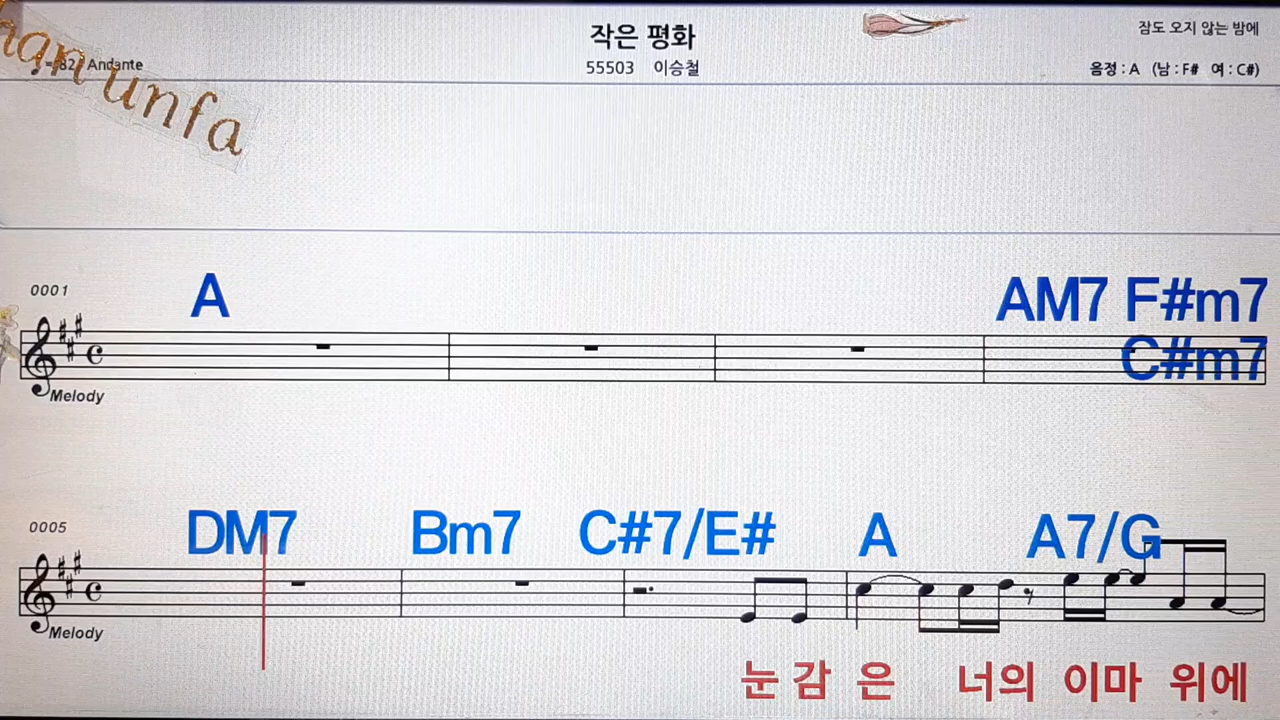 작은 평화
잠도 오지 않는 밤에
= 82 Andante
55503 이승철
음정 : A (남 : F# 여 : C#)
unfa
0001
A
AM7 F#m7
C#m7
Melody
0005
DM7 Bm7 C#7/E# A A7/G
Melody
눈 감 은 너의 이마 위에